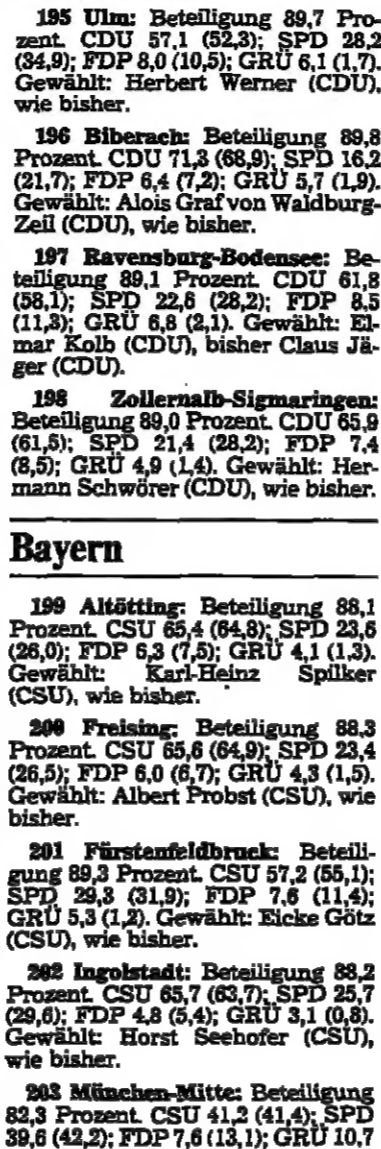 195 Ulm: Beteiligung 89,7 Pro-
zent. CDU 57,1 (52,3); SPD 28,2
(34,9); FDP 8,0 (10,5); GRÜ 6,1 (1,7).
Gewählt: Herbert Werner (CDU),
wie bisher.
196 Biberach: Beteiligung 89,8
Prozent. CDU 71,3 (68,9); SPD 16,2
(21,7); FDP 6,4 (7,2); GRÜ 5,7 (1,9).
Gewählt: Alois Graf von Waldburg-
Zeil (CDU), wie bisher.
197 Ravensburg-Bodensee: Be-
teiligung 89,1 Prozent. CDU 61,8
(58,1); SPD 22,6 (28,2); FDP 8,5
(11,3); GRÜ 6,8 (2,1). Gewählt: El-
mar Kolb (CDU), bisher Claus Jä-
ger (CDU).
198 Zollernalb-Sigmaringen:
Beteiligung 89,0 Prozent. CDU 65,9
(61,5); SPD 21,4 (28,2); FDP 7,4
(8,5); GRÜ 4,9 (1,4). Gewählt: Her-
mann Schwörer (CDU), wie bisher.
Bayern
199 Altötting: Beteiligung 88,1
Prozent. CSU 65,4 (64,8); SPD 23,6
(26,0); FDP 6,3 (7,5); GRÜ 4,1 (1,3).
Gewählt: Karl-Heinz Spilker
(CSU), wie bisher.
200 Freising: Beteiligung 88,3
Prozent. CSU 65,6 (64,9); SPD 23,4
(26,5); FDP 6,0 (6,7); GRÜ 4,3 (1,5).
Gewählt: Albert Probst (CSU), wie
bisher.
201 Fürstenfeldbruck: Beteili-
gung 89,3 Prozent. CSU 57,2 (55,1);
SPD 29,3 (31,9); FDP 7,6 (11,4);
GRÜ 5,3 (1,2). Gewählt: Eicke Götz
(CSU), wie bisher.
202 Ingolstadt: Beteiligung 88,2
Prozent. CSU 65,7 (63,7); SPD 25,7
(29,6); FDP 4,8 (5,4); GRÜ 3,1 (0,8).
Gewählt: Horst Seehofer (CSU),
wie bisher.
203 München-Mitte: Beteiligung
82,3 Prozent. CSU 41,2 (41,4); SPD
39,6 (42,2); FDP 7,6 (13,1); GRÜ 10,7